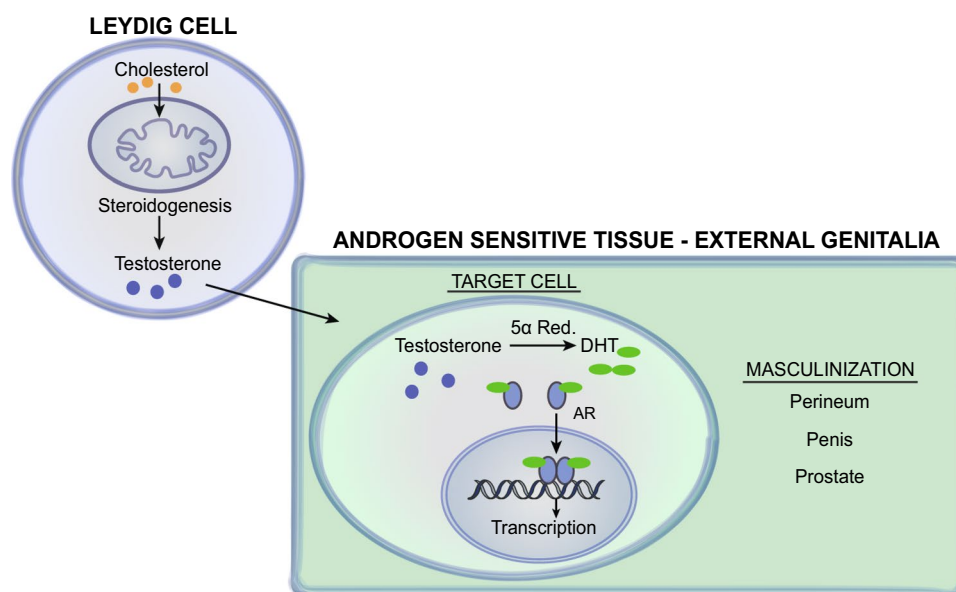 LEYDIG CELL
Cholesterol
Steroidogenesis
Testosterone
ANDROGEN SENSITIVE TISSUE - EXTERNAL GENITALIA
TARGET CELL
5α Red.
Testosterone
DHT
AR
Transcription
MASCULINIZATION
Perineum
Penis
Prostate